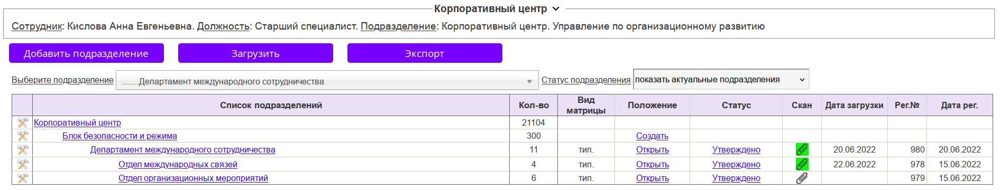 Корпоративный центр
Сотрудник: Кислова Анна Евгеньевна. Должность: Старший специалист. Подразделение: Корпоративный центр. Управление по организационному развитию
Добавить подразделение Загрузить Экспорт
Выберите подразделение ........Департамент международного сотрудничества Статус подразделения показать актуальные подразделения
Список подразделений Кол-во Вид матрицы Положение Статус Скан Дата загрузки Рег.№ Дата рег.
Корпоративный центр 21104
Блок безопасности и режима 300 Создать
Департамент международного сотрудничества 11 тип. Открыть Утверждено 20.06.2022 980 20.06.2022
Отдел международных связей 4 тип. Открыть Утверждено 22.06.2022 978 15.06.2022
Отдел организационных мероприятий 6 тип. Открыть Утверждено 979 15.06.2022